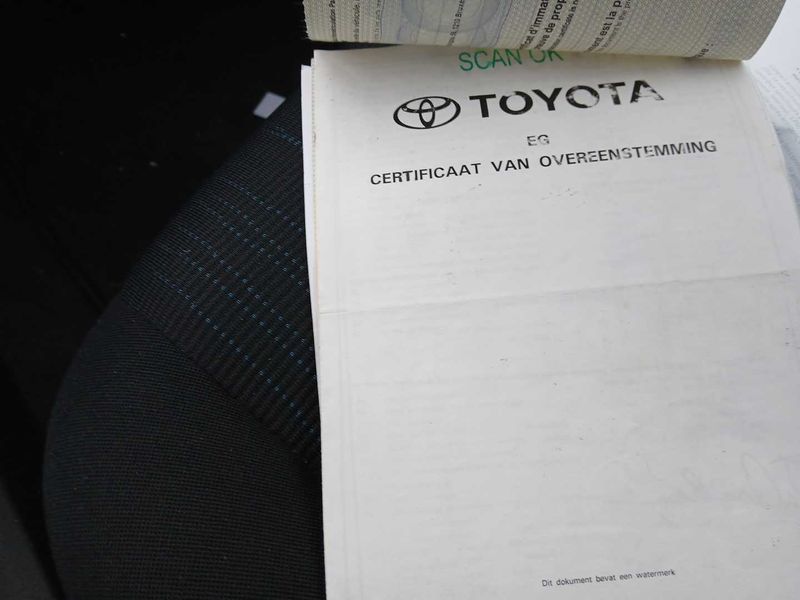 SCAN OK
TOYOTA
EG
CERTIFICAAT VAN OVEREENSTEMMING
Dit dokument bevat een watermerk